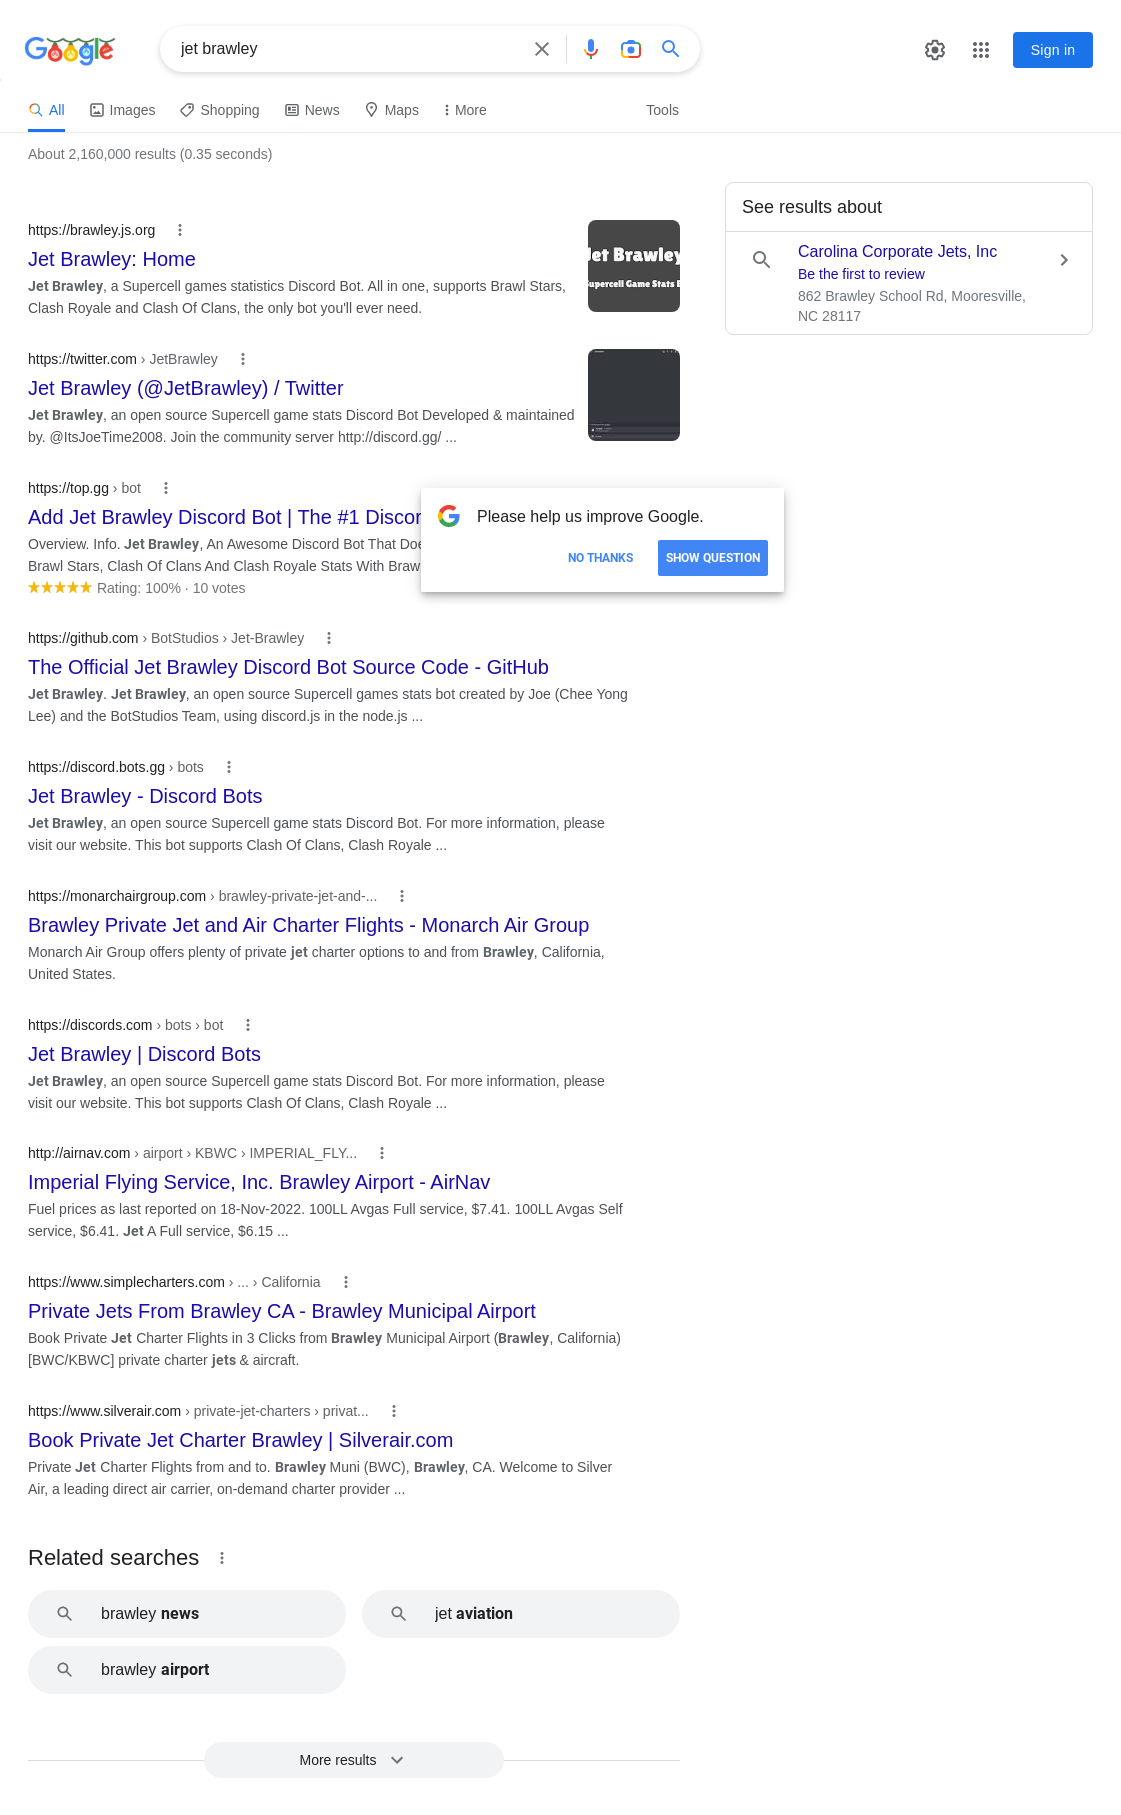 Google
jet brawley
Sign in
All
Images
Shopping
News
Maps
More
Tools
About 2,160,000 results (0.35 seconds)
See results about
Carolina Corporate Jets, Inc
Be the first to review
862 Brawley School Rd, Mooresville,
NC 28117
https://brawley.js.org
Jet Brawley: Home
Jet Brawley, a Supercell games statistics Discord Bot. All in one, supports Brawl Stars,
Clash Royale and Clash Of Clans, the only bot you'll ever need.
Jet Brawley
Supercell Game Stats
https://twitter.com › JetBrawley
Jet Brawley (@JetBrawley) / Twitter
Jet Brawley, an open source Supercell game stats Discord Bot Developed & maintained
by. @ItsJoeTime2008. Join the community server http://discord.gg/ ...
https://top.gg › bot
Add Jet Brawley Discord Bot | The #1 Discor
Overview. Info. Jet Brawley, An Awesome Discord Bot That Doe
Brawl Stars, Clash Of Clans And Clash Royale Stats With Braw
Rating: 100% · 10 votes
Please help us improve Google.
NO THANKS
SHOW QUESTION
https://github.com › BotStudios › Jet-Brawley
The Official Jet Brawley Discord Bot Source Code - GitHub
Jet Brawley. Jet Brawley, an open source Supercell games stats bot created by Joe (Chee Yong
Lee) and the BotStudios Team, using discord.js in the node.js ...
https://discord.bots.gg › bots
Jet Brawley - Discord Bots
Jet Brawley, an open source Supercell game stats Discord Bot. For more information, please
visit our website. This bot supports Clash Of Clans, Clash Royale ...
https://monarchairgroup.com › brawley-private-jet-and-...
Brawley Private Jet and Air Charter Flights - Monarch Air Group
Monarch Air Group offers plenty of private jet charter options to and from Brawley, California,
United States.
https://discords.com › bots › bot
Jet Brawley | Discord Bots
Jet Brawley, an open source Supercell game stats Discord Bot. For more information, please
visit our website. This bot supports Clash Of Clans, Clash Royale ...
http://airnav.com › airport › KBWC › IMPERIAL_FLY...
Imperial Flying Service, Inc. Brawley Airport - AirNav
Fuel prices as last reported on 18-Nov-2022. 100LL Avgas Full service, $7.41. 100LL Avgas Self
service, $6.41. Jet A Full service, $6.15 ...
https://www.simplecharters.com › ... › California
Private Jets From Brawley CA - Brawley Municipal Airport
Book Private Jet Charter Flights in 3 Clicks from Brawley Municipal Airport (Brawley, California)
[BWC/KBWC] private charter jets & aircraft.
https://www.silverair.com › private-jet-charters › privat...
Book Private Jet Charter Brawley | Silverair.com
Private Jet Charter Flights from and to. Brawley Muni (BWC), Brawley, CA. Welcome to Silver
Air, a leading direct air carrier, on-demand charter provider ...
Related searches
brawley news
jet aviation
brawley airport
More results